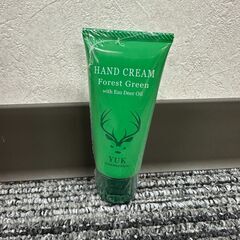 HAND CREAM
Forest Green
with Ezo Deer Oil
YUK